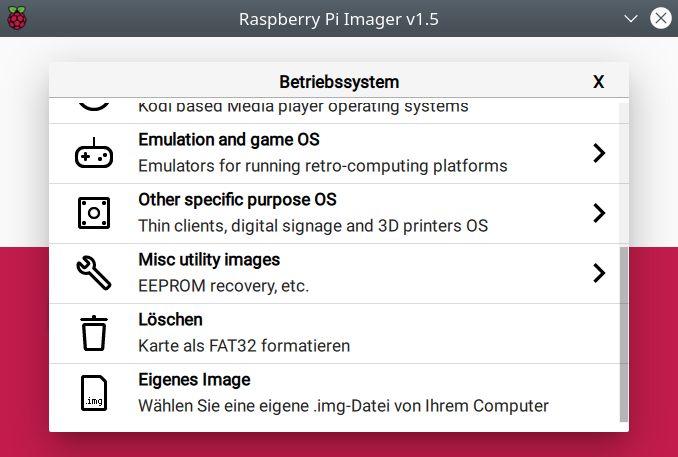 Raspberry Pi Imager v1.5
Betriebssystem
X
Kodi based Media player operating systems
Emulation and game OS
Emulators for running retro-computing platforms
Other specific purpose OS
Thin clients, digital signage and 3D printers OS
Misc utility images
EEPROM recovery, etc.
Löschen
Karte als FAT32 formatieren
Eigenes Image
.img
Wählen Sie eine eigene .img-Datei von Ihrem Computer